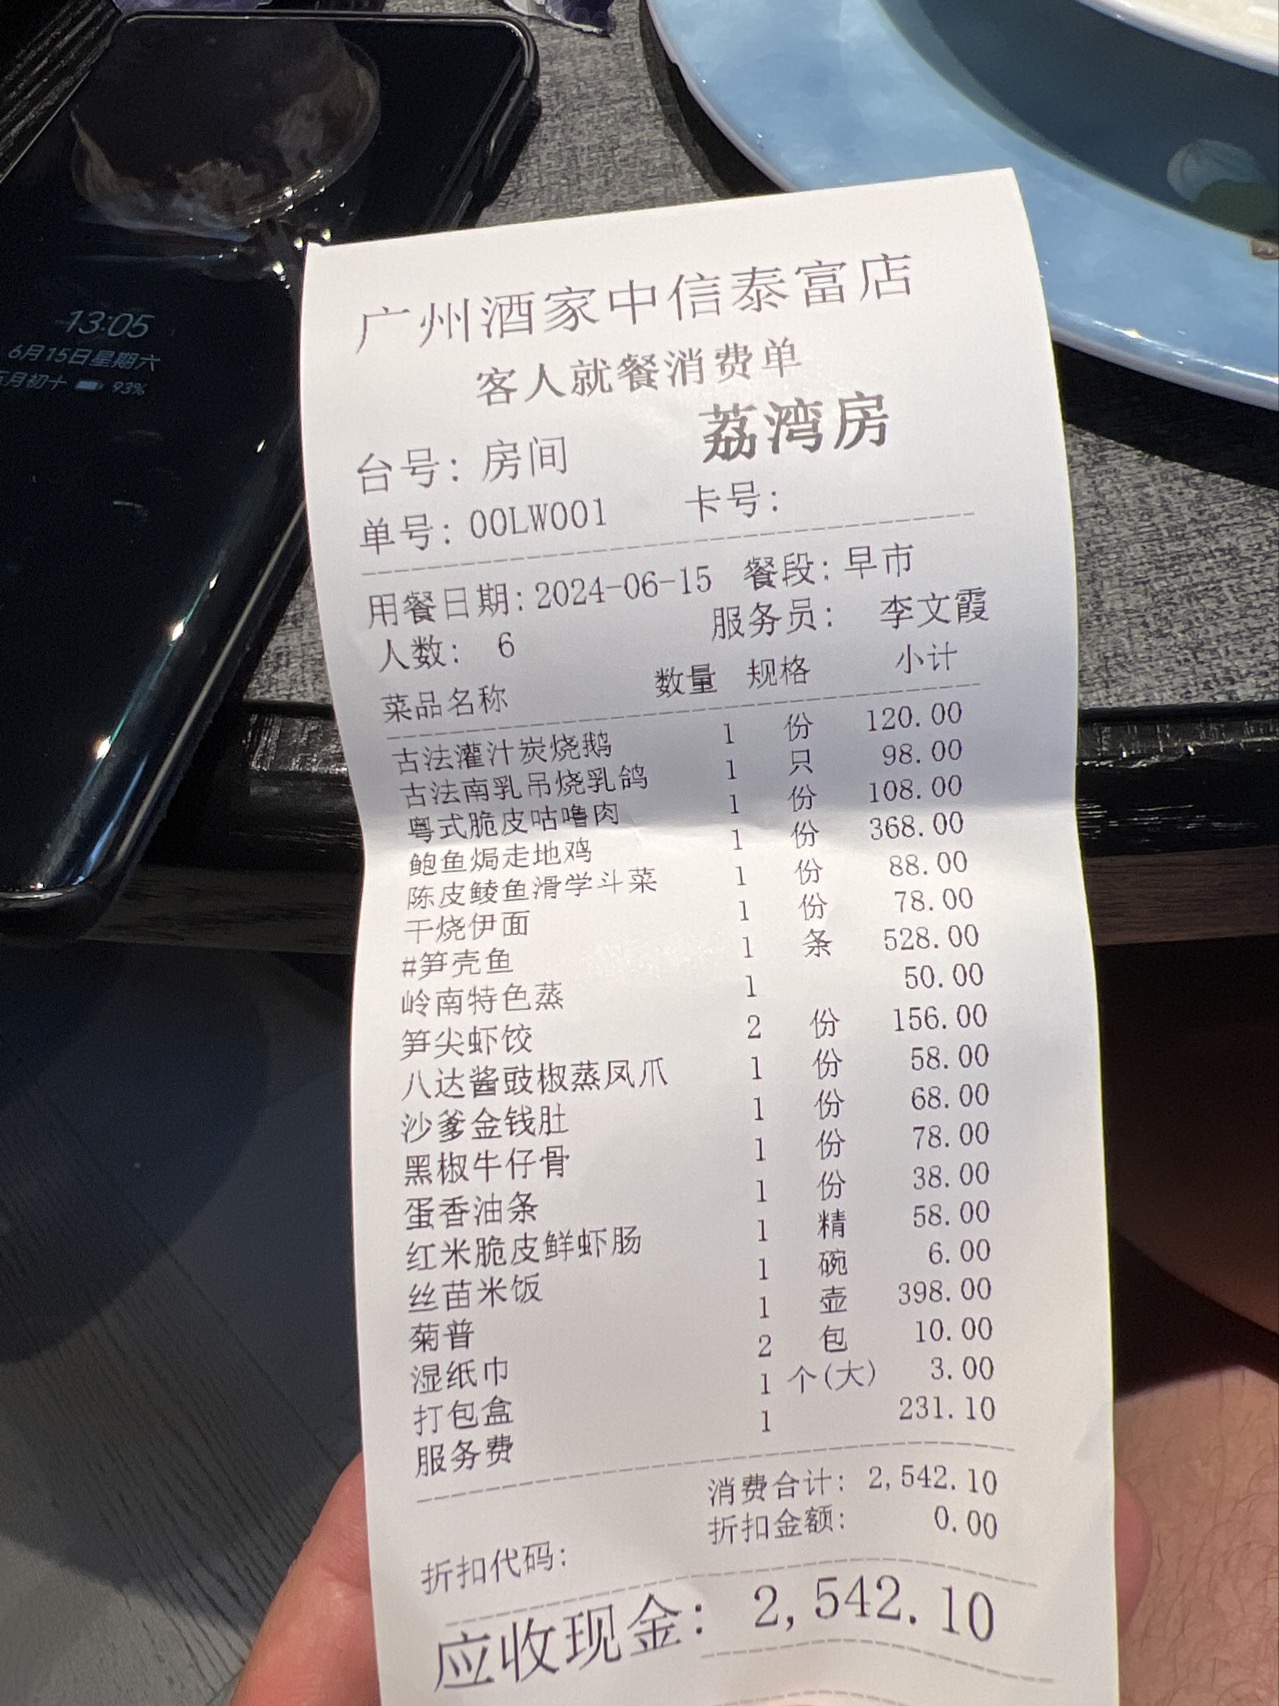 13:05
6月15日星期六
五月初十 93%
广州酒家中信泰富店
客人就餐消费单
台号: 房间 荔湾房
单号: 00LW001 卡号:
用餐日期: 2024-06-15 餐段: 早市
人数: 6 服务员: 李文霞
菜品名称 数量 规格 小计
古法灌汁炭烧鹅 1 份 120.00
古法南乳吊烧乳鸽 1 只 98.00
粤式脆皮咕噜肉 1 份 108.00
鲍鱼焗走地鸡 1 份 368.00
陈皮鲮鱼滑学斗菜 1 份 88.00
干烧伊面 1 份 78.00
#笋壳鱼 1 条 528.00
岭南特色蒸 1 50.00
笋尖虾饺 2 份 156.00
八达酱豉椒蒸凤爪 1 份 58.00
沙爹金钱肚 1 份 68.00
黑椒牛仔骨 1 份 78.00
蛋香油条 1 份 38.00
红米脆皮鲜虾肠 1 精 58.00
丝苗米饭 1 碗 6.00
菊普 1 壶 398.00
湿纸巾 2 包 10.00
打包盒 1 个(大) 3.00
服务费 1 231.10
消费合计: 2,542.10
折扣金额: 0.00
折扣代码:
应收现金: 2,542.10